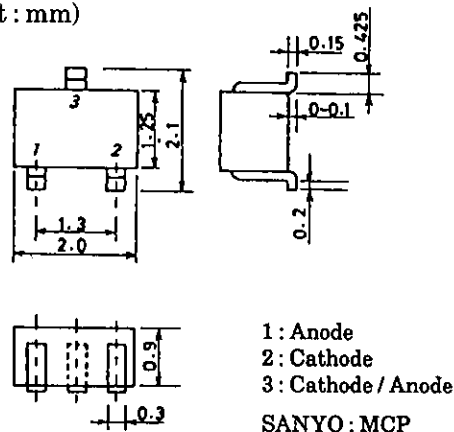 t : mm)
0.15
0.425
3
1.25
2.1
0~0.1
1
2
0.2
1.3
2.0
0.9
0.3
1 : Anode
2 : Cathode
3 : Cathode / Anode
SANYO : MCP